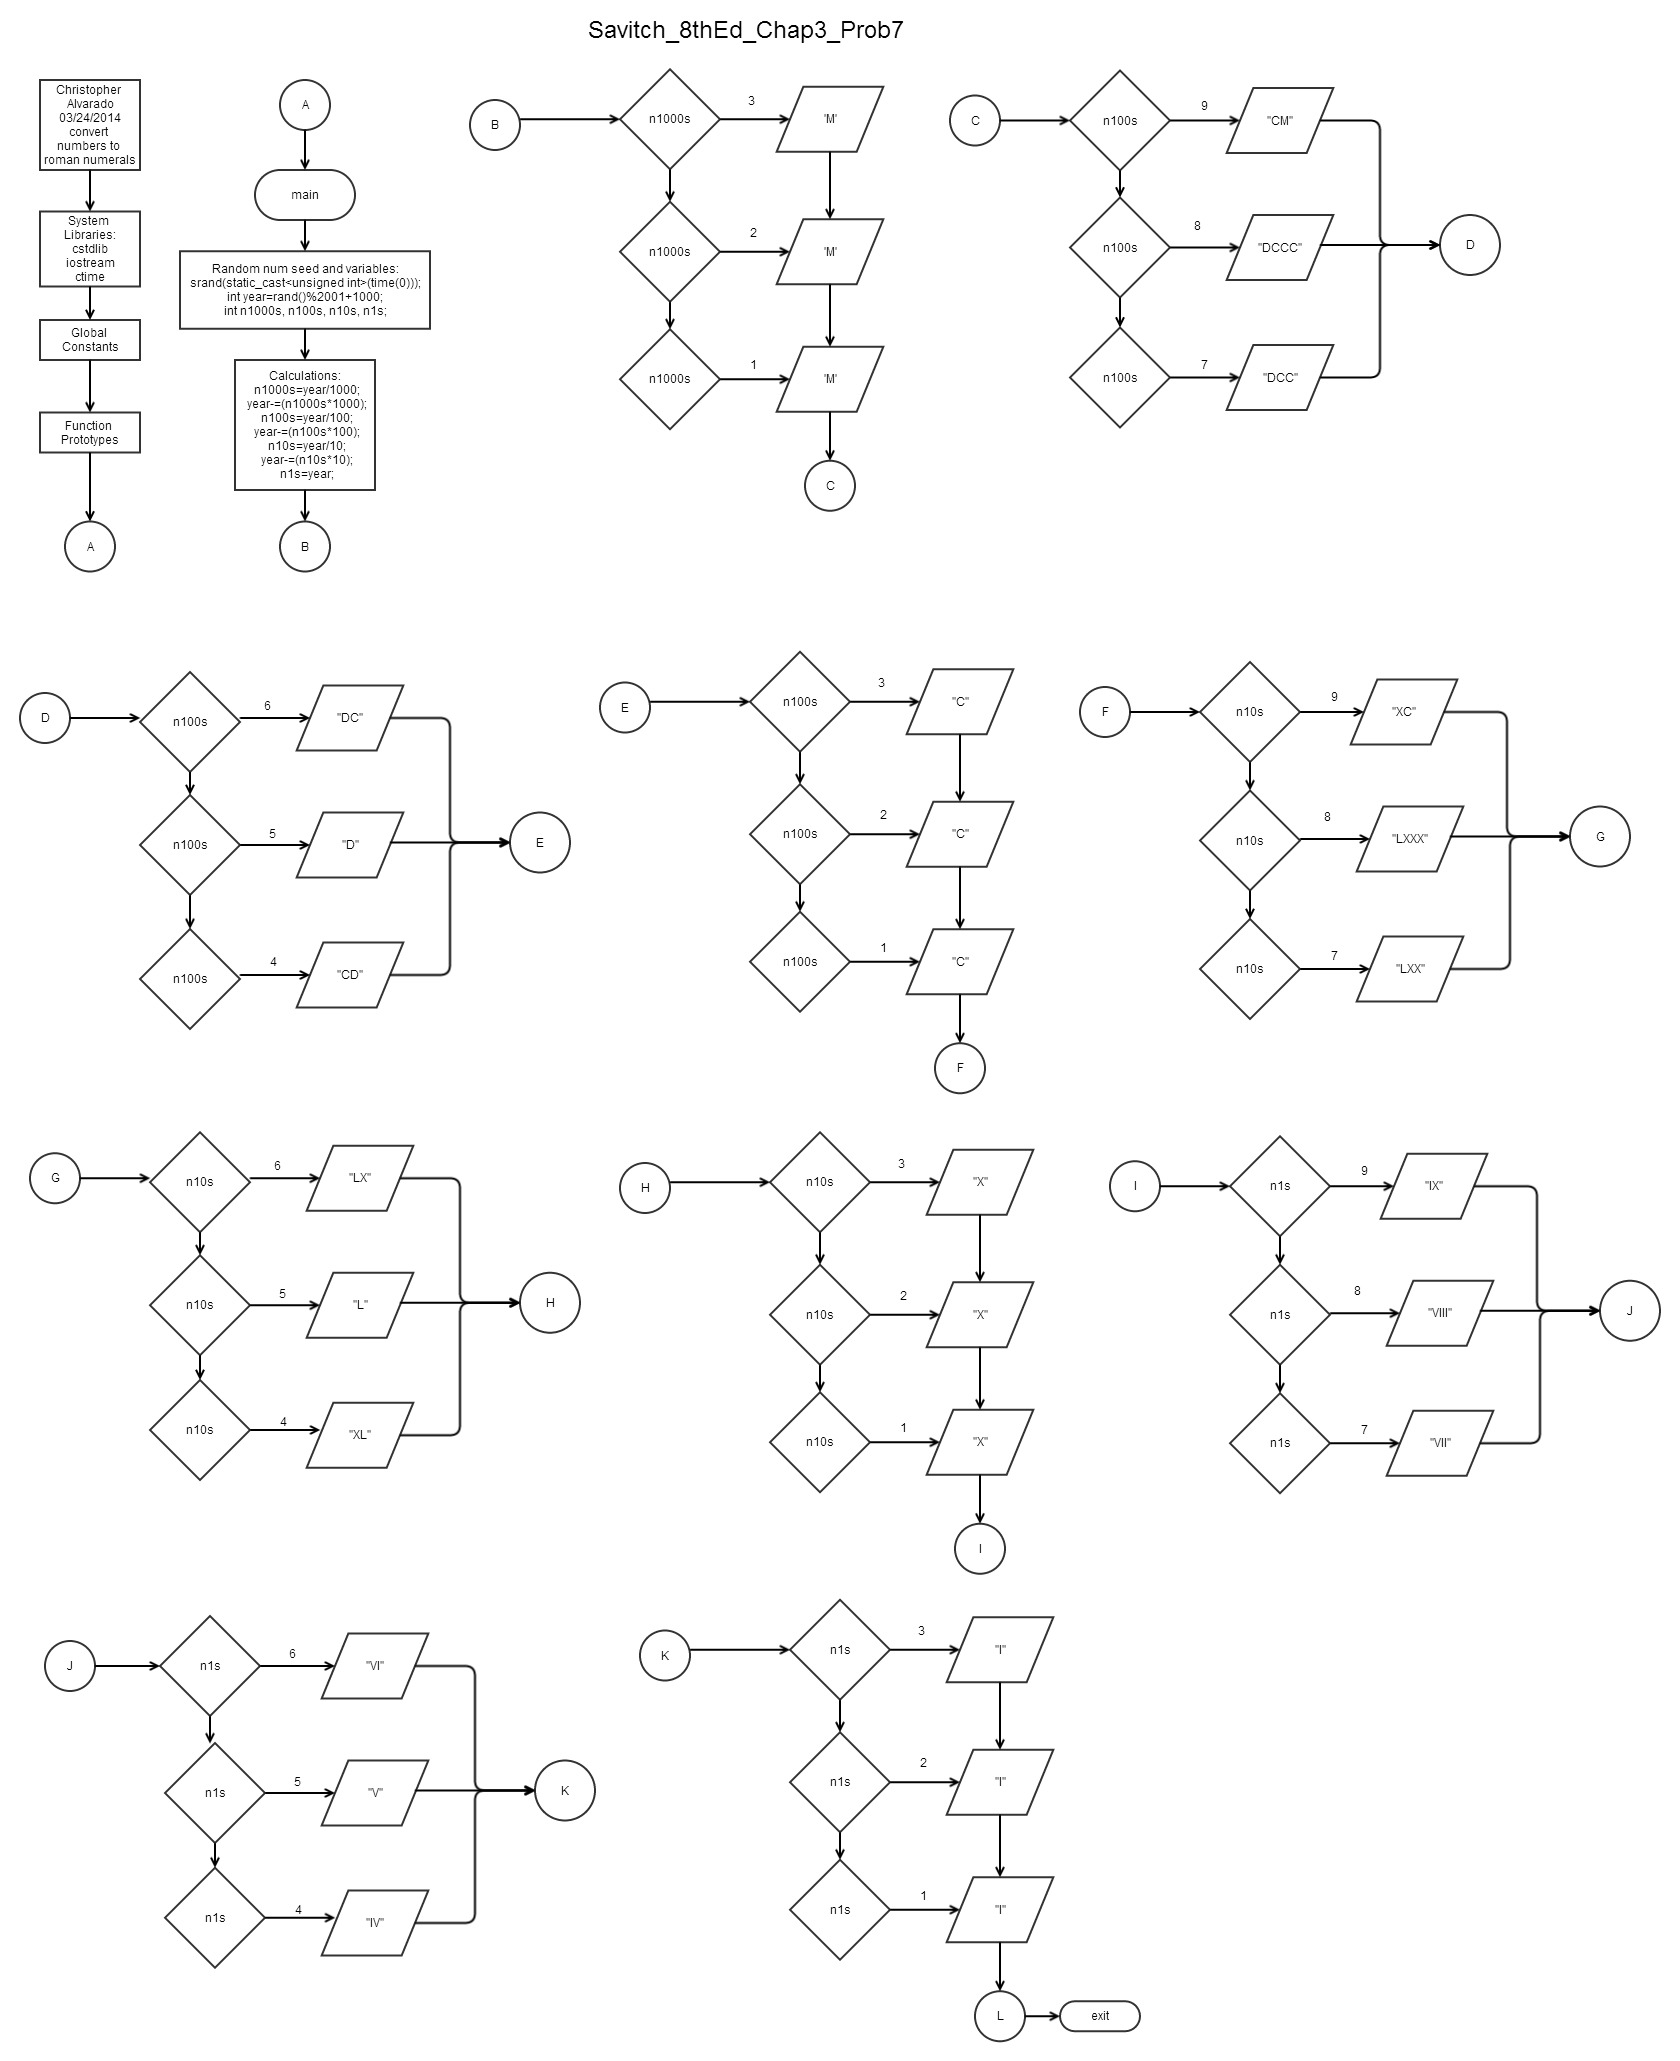 Savitch_8thEd_Chap3_Prob7
Christopher
Alvarado
03/24/2014
convert
numbers to
roman numerals
System
Libraries:
cstdlib
iostream
ctime
Global
Constants
Function
Prototypes
A
A
main
Random num seed and variables:
srand(static_cast<unsigned int>(time(0)));
int year=rand()%2001+1000;
int n1000s, n100s, n10s, n1s;
Calculations:
n1000s=year/1000;
year-=(n1000s*1000);
n100s=year/100;
year-=(n100s*100);
n10s=year/10;
year-=(n10s*10);
n1s=year;
B
B
n1000s
3
'M'
n1000s
2
'M'
n1000s
1
'M'
C
C
n100s
9
"CM"
n100s
8
"DCCC"
D
n100s
7
"DCC"
D
n100s
6
"DC"
n100s
5
"D"
E
n100s
4
"CD"
E
n100s
3
"C"
n100s
2
"C"
n100s
1
"C"
F
F
n10s
9
"XC"
n10s
8
"LXXX"
G
n10s
7
"LXX"
G
n10s
6
"LX"
n10s
5
"L"
H
n10s
4
"XL"
H
n10s
3
"X"
n10s
2
"X"
n10s
1
"X"
I
I
n1s
9
"IX"
n1s
8
"VIII"
J
n1s
7
"VII"
J
n1s
6
"VI"
n1s
5
"V"
K
n1s
4
"IV"
K
n1s
3
"I"
n1s
2
"I"
n1s
1
"I"
L
exit